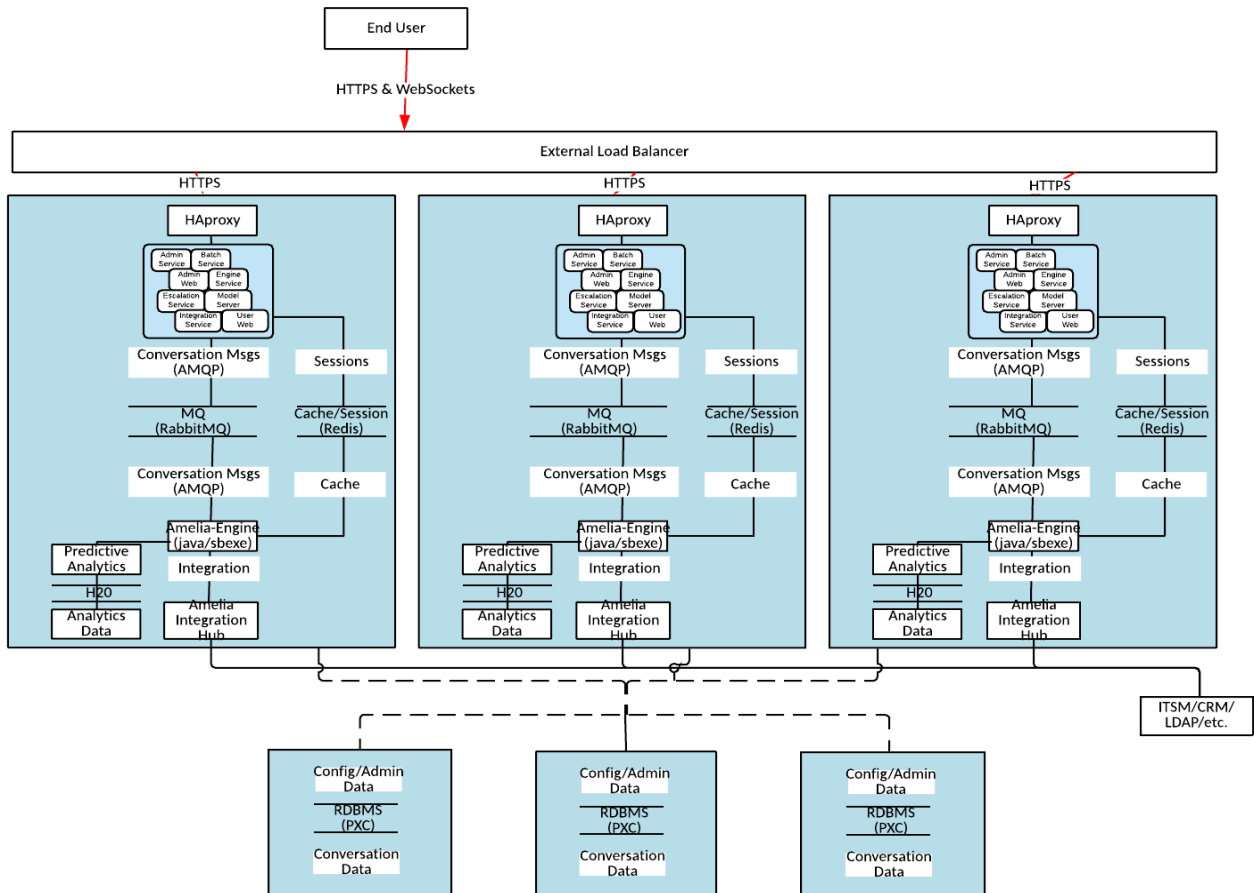 End User
HTTPS & WebSockets
External Load Balancer
HTTPS
HTTPS
HTTPS
HAproxy
Admin
Service
Batch
Service
Admin
Web
Engine
Service
Escalation
Service
Model
Server
Integration
Service
User
Web
Conversation Msgs
(AMQP)
Sessions
MQ
(RabbitMQ)
Cache/Session
(Redis)
Conversation Msgs
(AMQP)
Cache
Amelia-Engine
(java/sbexe)
Predictive
Analytics
Integration
H20
Analytics
Data
Amelia
Integration
Hub
HAproxy
Admin
Service
Batch
Service
Admin
Web
Engine
Service
Escalation
Service
Model
Server
Integration
Service
User
Web
Conversation Msgs
(AMQP)
Sessions
MQ
(RabbitMQ)
Cache/Session
(Redis)
Conversation Msgs
(AMQP)
Cache
Amelia-Engine
(java/sbexe)
Predictive
Analytics
Integration
H20
Analytics
Data
Amelia
Integration
Hub
HAproxy
Admin
Service
Batch
Service
Admin
Web
Engine
Service
Escalation
Service
Model
Server
Integration
Service
User
Web
Conversation Msgs
(AMQP)
Sessions
MQ
(RabbitMQ)
Cache/Session
(Redis)
Conversation Msgs
(AMQP)
Cache
Amelia-Engine
(java/sbexe)
Predictive
Analytics
Integration
H20
Analytics
Data
Amelia
Integration
Hub
ITSM/CRM/
LDAP/etc.
Config/Admin
Data
RDBMS
(PXC)
Conversation
Data
Config/Admin
Data
RDBMS
(PXC)
Conversation
Data
Config/Admin
Data
RDBMS
(PXC)
Conversation
Data